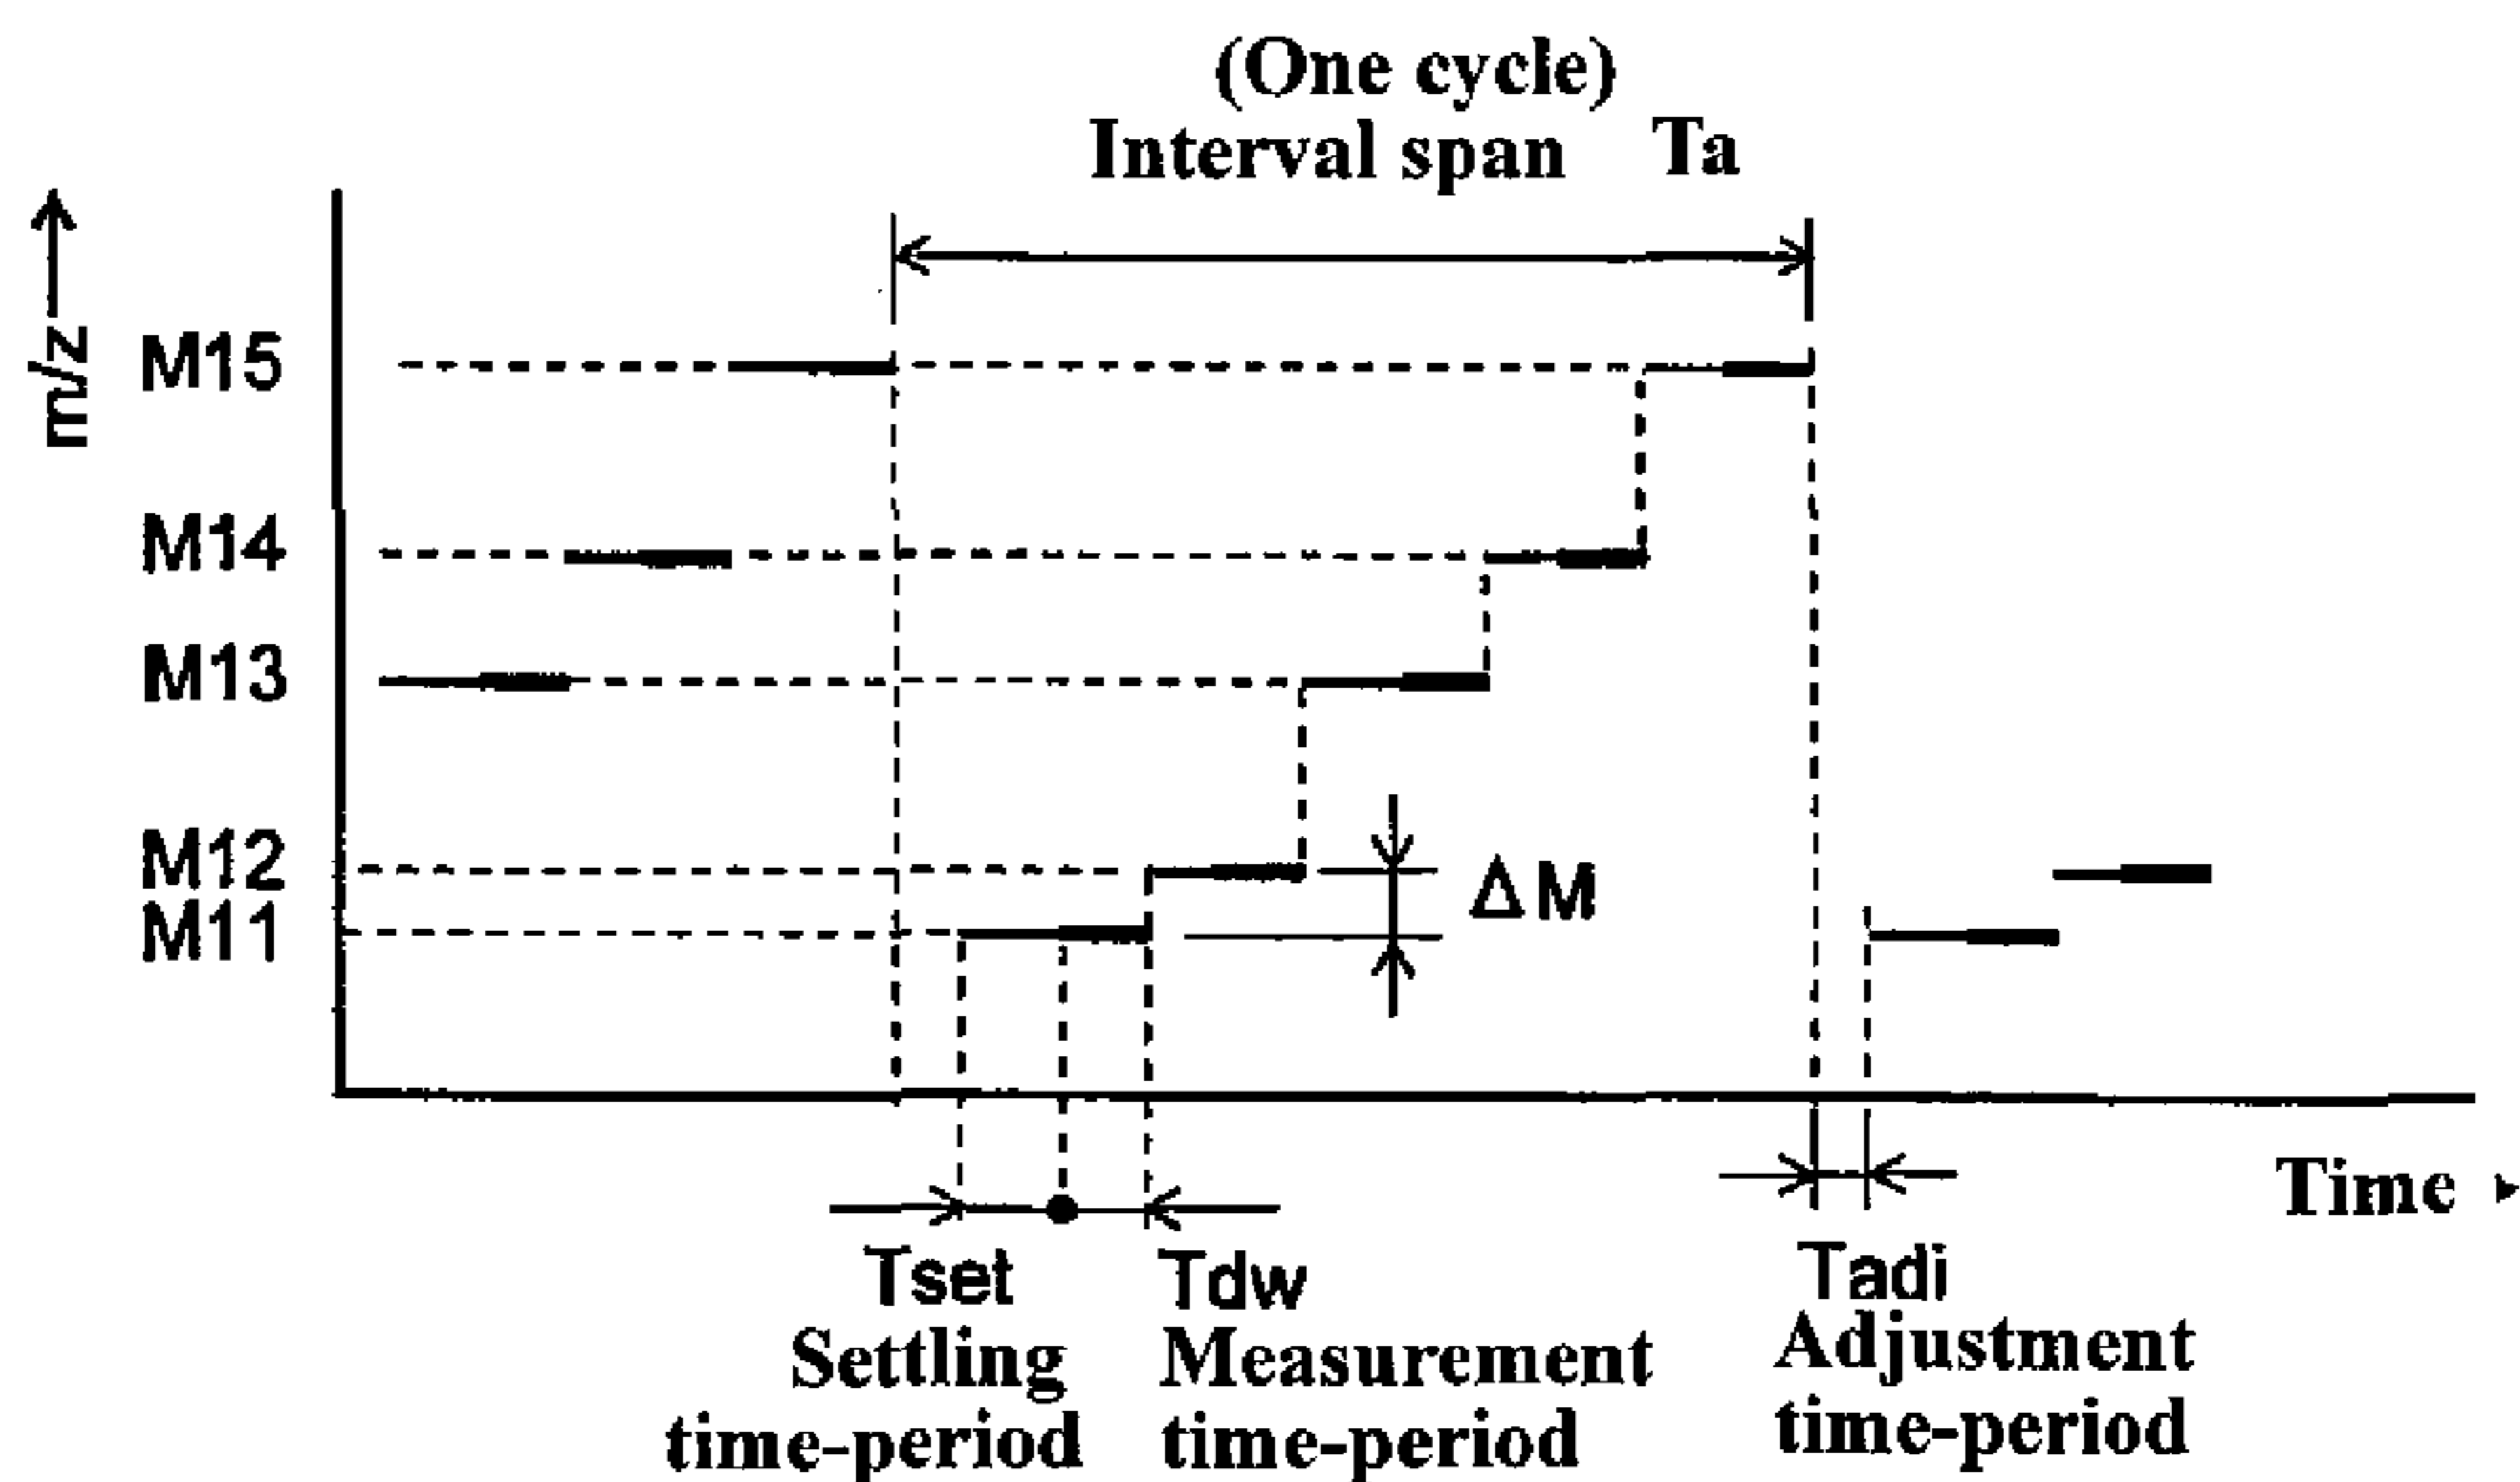 (One cycle)
Interval span Ta
m/z
M15
M14
M13
M12
M11
ΔM
Time
Tset
Settling
time-period
Tdw
Measurement
time-period
Tadi
Adjustment
time-period